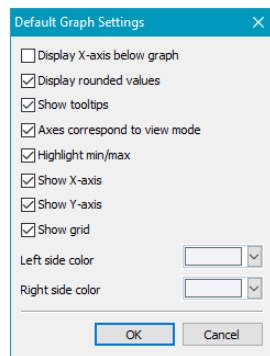 Default Graph Settings
Display X-axis below graph
Display rounded values
Show tooltips
Axes correspond to view mode
Highlight min/max
Show X-axis
Show Y-axis
Show grid
Left side color
Right side color
OK Cancel